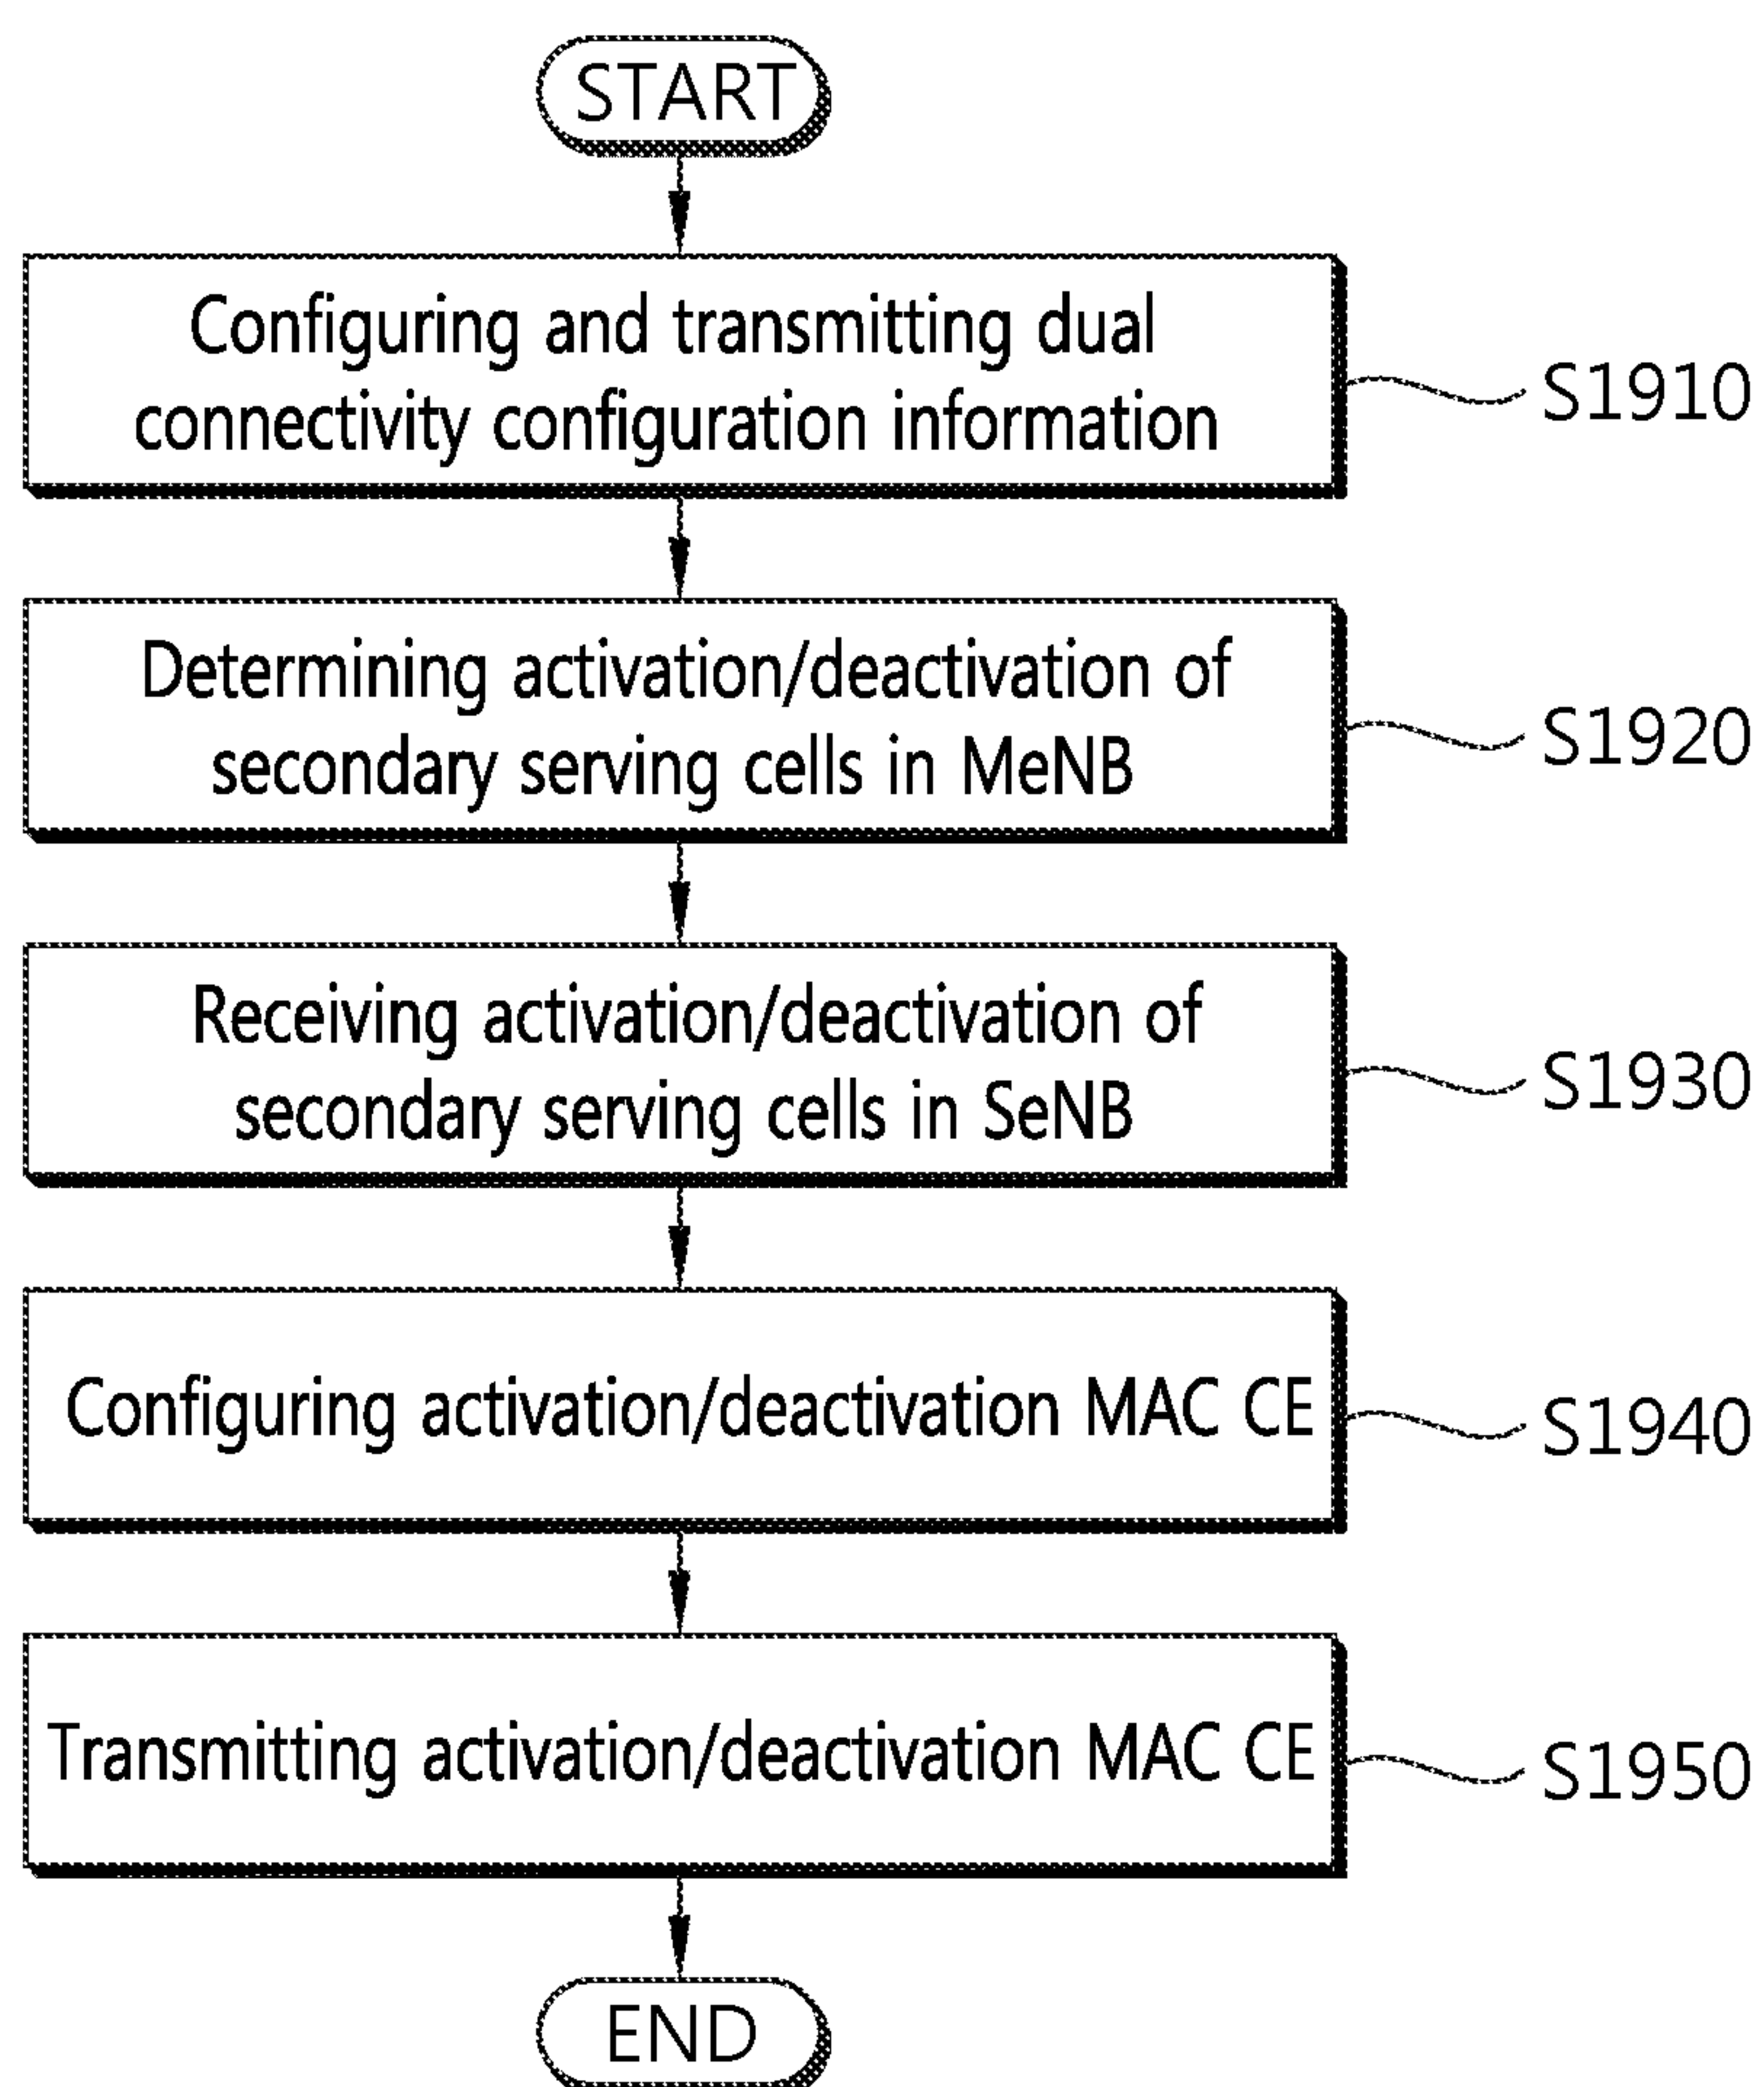 START
Configuring and transmitting dual
connectivity configuration information
S1910
Determining activation/deactivation of
secondary serving cells in MeNB
S1920
Receiving activation/deactivation of
secondary serving cells in SeNB
S1930
Configuring activation/deactivation MAC CE
S1940
Transmitting activation/deactivation MAC CE
S1950
END